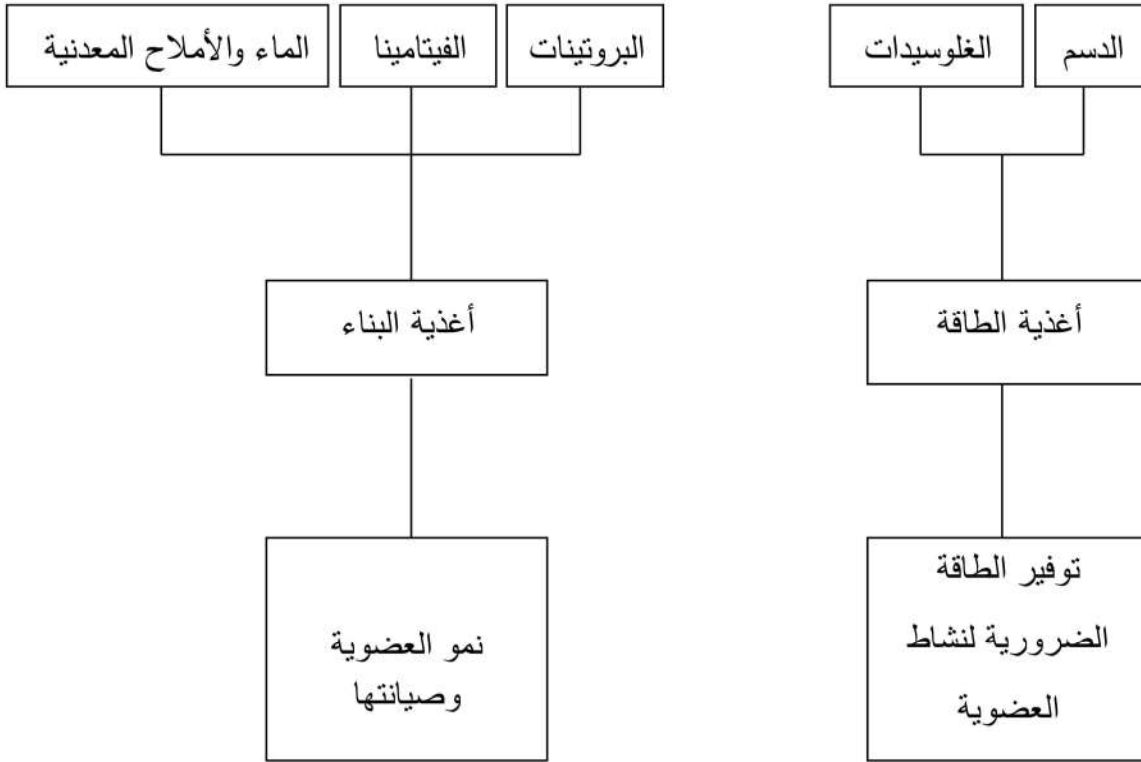 الدسم
الغلوسيدات
البروتينات
الفيتامينا
الماء والأملاح المعدنية
أغذية الطاقة
أغذية البناء
توفير الطاقة
الضرورية لنشاط
العضوية
نمو العضوية
وصيانتها